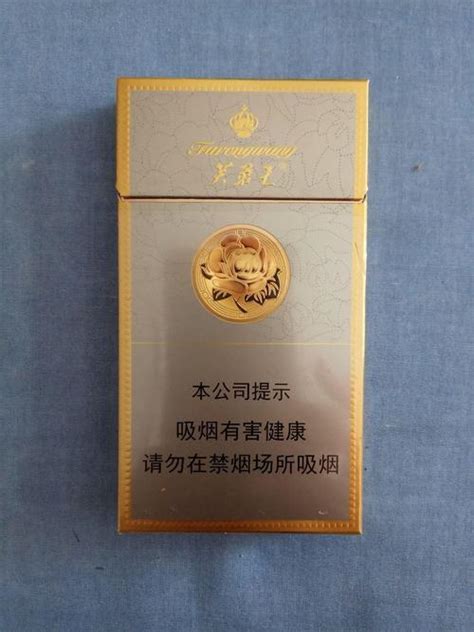 Furongwang
芙蓉王
本公司提示
吸烟有害健康
请勿在禁烟场所吸烟